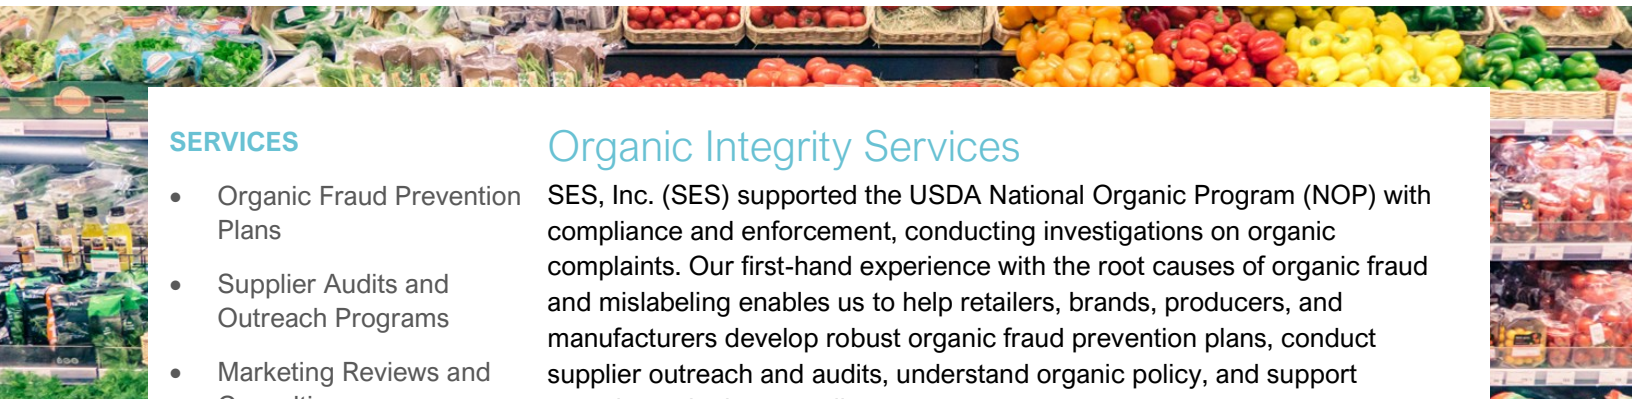 SERVICES
• Organic Fraud Prevention
Plans
• Supplier Audits and
Outreach Programs
• Marketing Reviews and
Organic Integrity Services
SES, Inc. (SES) supported the USDA National Organic Program (NOP) with
compliance and enforcement, conducting investigations on organic
complaints. Our first-hand experience with the root causes of organic fraud
and mislabeling enables us to help retailers, brands, producers, and
manufacturers develop robust organic fraud prevention plans, conduct
supplier outreach and audits, understand organic policy, and support